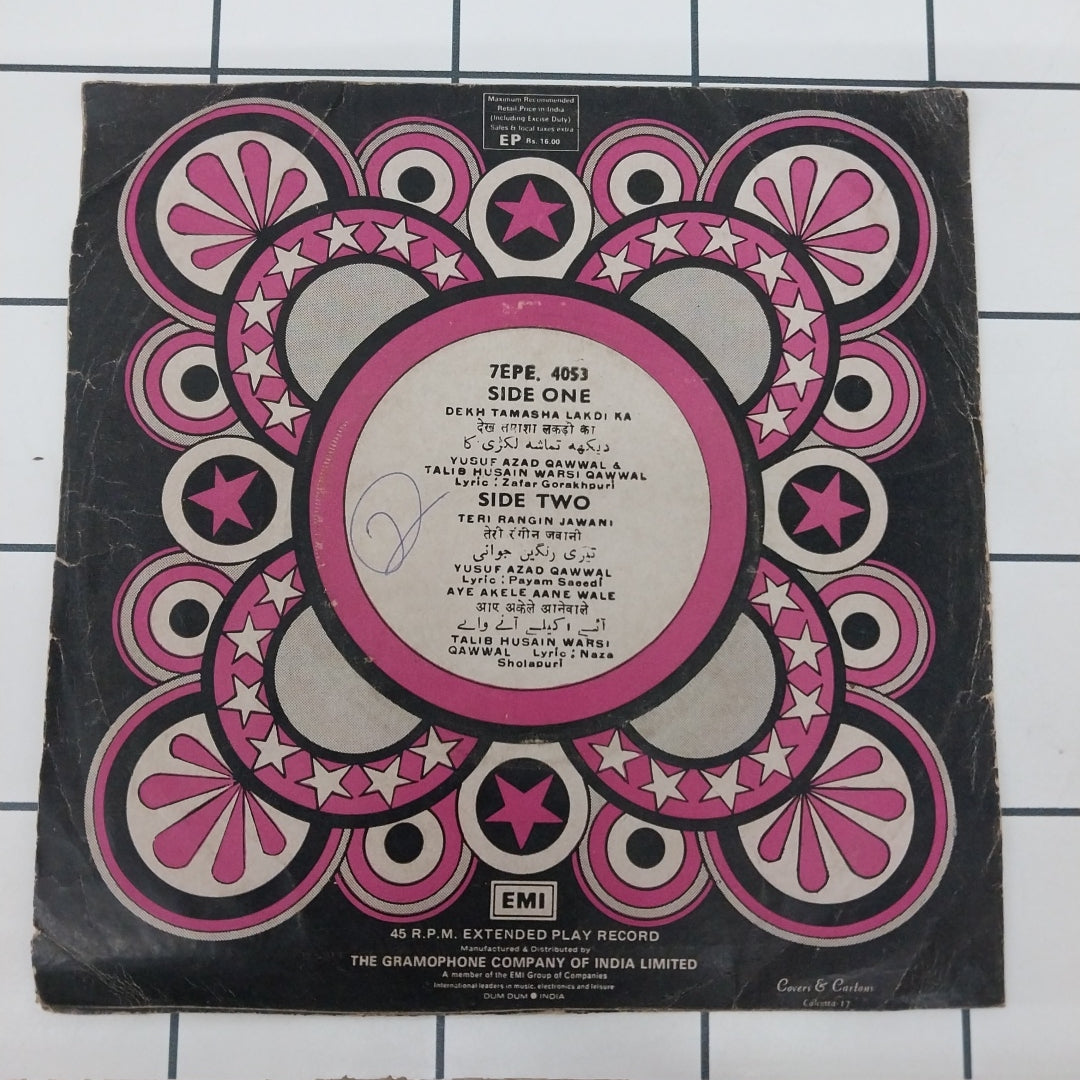 Maximum Recommended
Retail Price in India
(Including Excise Duty)
Sales & local taxes extra
EP Rs. 16.00
7EPE. 4053
SIDE ONE
DEKH TAMASHA LAKDI KA
देख तमाशा लकड़ी का
دیکھہ تماشہ لکڑی کا
YUSUF AZAD QAWWAL &
TALIB HUSAIN WARSI QAWWAL
Lyric : Zafar Gorakhpuri
SIDE TWO
TERI RANGIN JAWANI
तेरी रंगीन जवानी
تیری رنگین جوانی
YUSUF AZAD QAWWAL
Lyric : Payam Saeedi
AYE AKELE AANE WALE
आए अकेले आनेवाले
آئے اکیلے آنے والے
TALIB HUSAIN WARSI
QAWWAL Lyric : Naza
Sholapuri
EMI
45 R.P.M. EXTENDED PLAY RECORD
Manufactured & Distributed by
THE GRAMOPHONE COMPANY OF INDIA LIMITED
A member of the EMI Group of Companies
International leaders in music, electronics and leisure
DUM DUM ● INDIA
Covers & Cartons
Calcutta-17